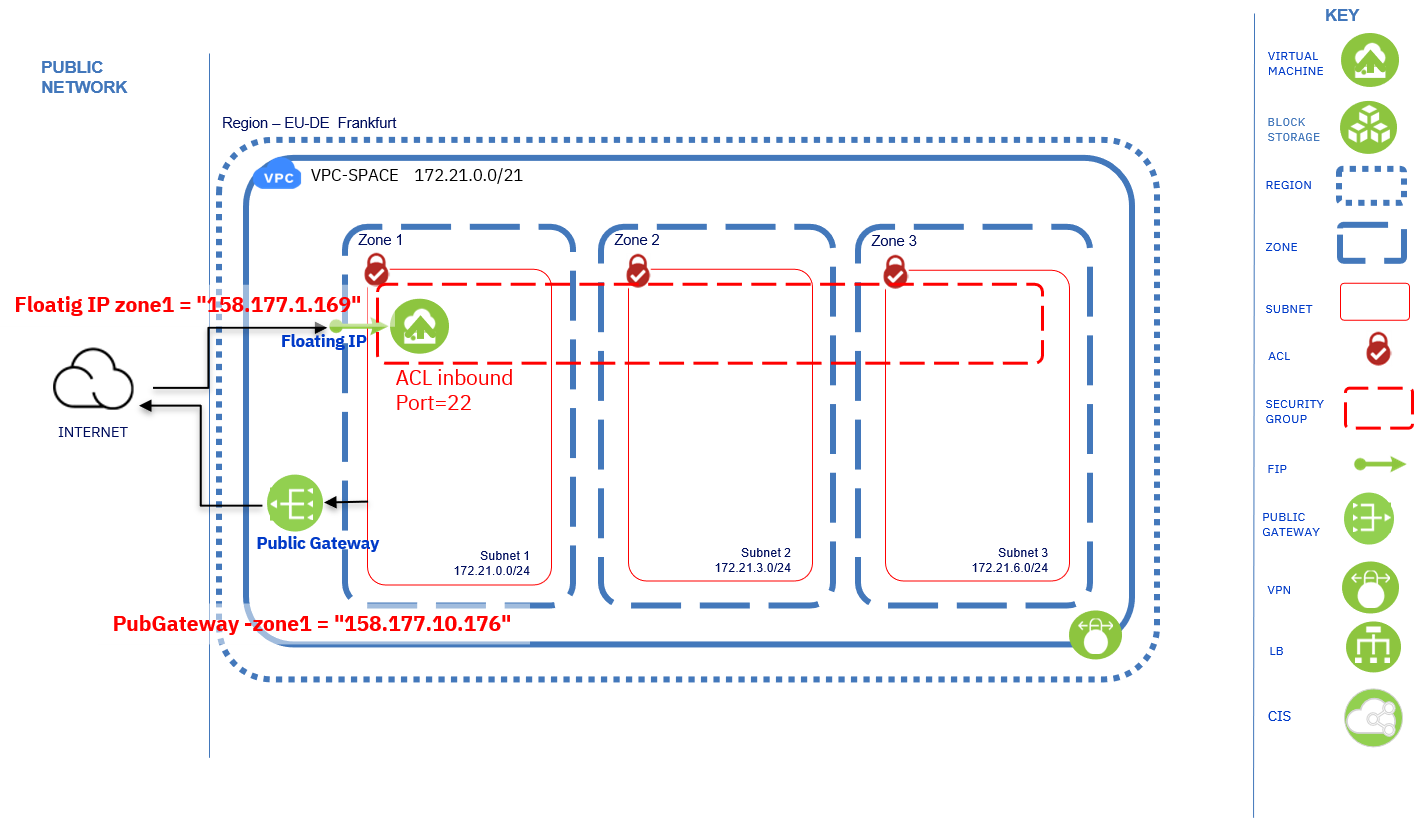 PUBLIC
NETWORK
Region – EU-DE  Frankfurt
VPC
VPC-SPACE    172.21.0.0/21
Zone 1
Zone 2
Zone 3
Floatig IP zone1 = "158.177.1.169"
Floating IP
ACL inbound
Port=22
INTERNET
Public Gateway
Subnet 1
172.21.0.0/24
Subnet 2
172.21.3.0/24
Subnet 3
172.21.6.0/24
PubGateway -zone1 = "158.177.10.176"
KEY
VIRTUAL
MACHINE
BLOCK
STORAGE
REGION
ZONE
SUBNET
ACL
SECURITY
GROUP
FIP
PUBLIC
GATEWAY
VPN
LB
CIS